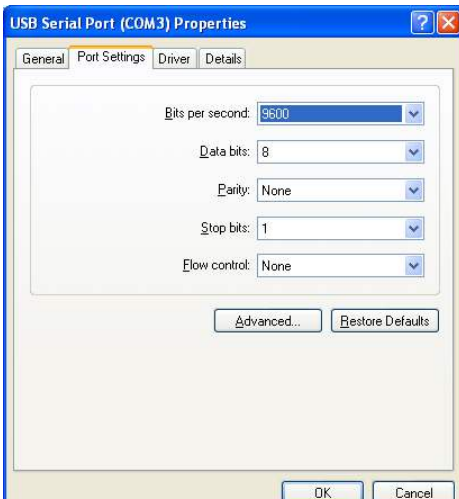 USB Serial Port (COM3) Properties
General Port Settings Driver Details
Bits per second: 9600
Data bits: 8
Parity: None
Stop bits: 1
Flow control: None
Advanced... Restore Defaults
OK Cancel